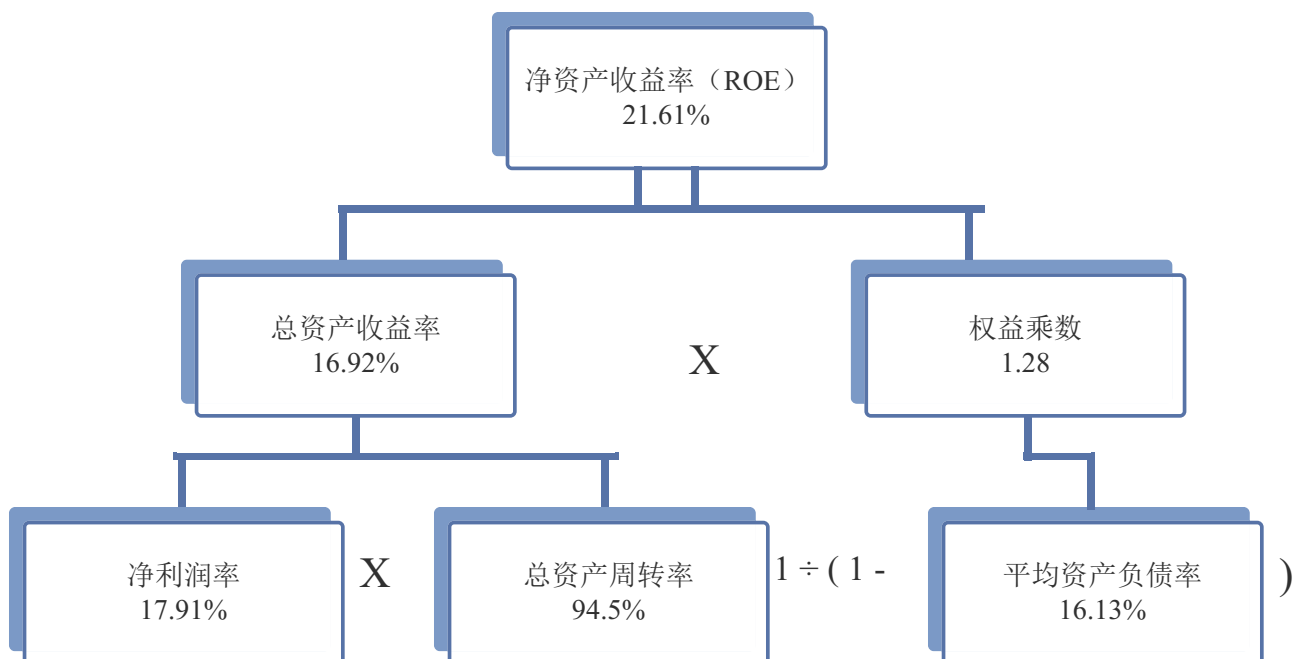 净资产收益率（ROE）
21.61%
总资产收益率
16.92%
X
权益乘数
1.28
净利润率
17.91%
X
总资产周转率
94.5%
1 ÷ ( 1 -
平均资产负债率
16.13%
)